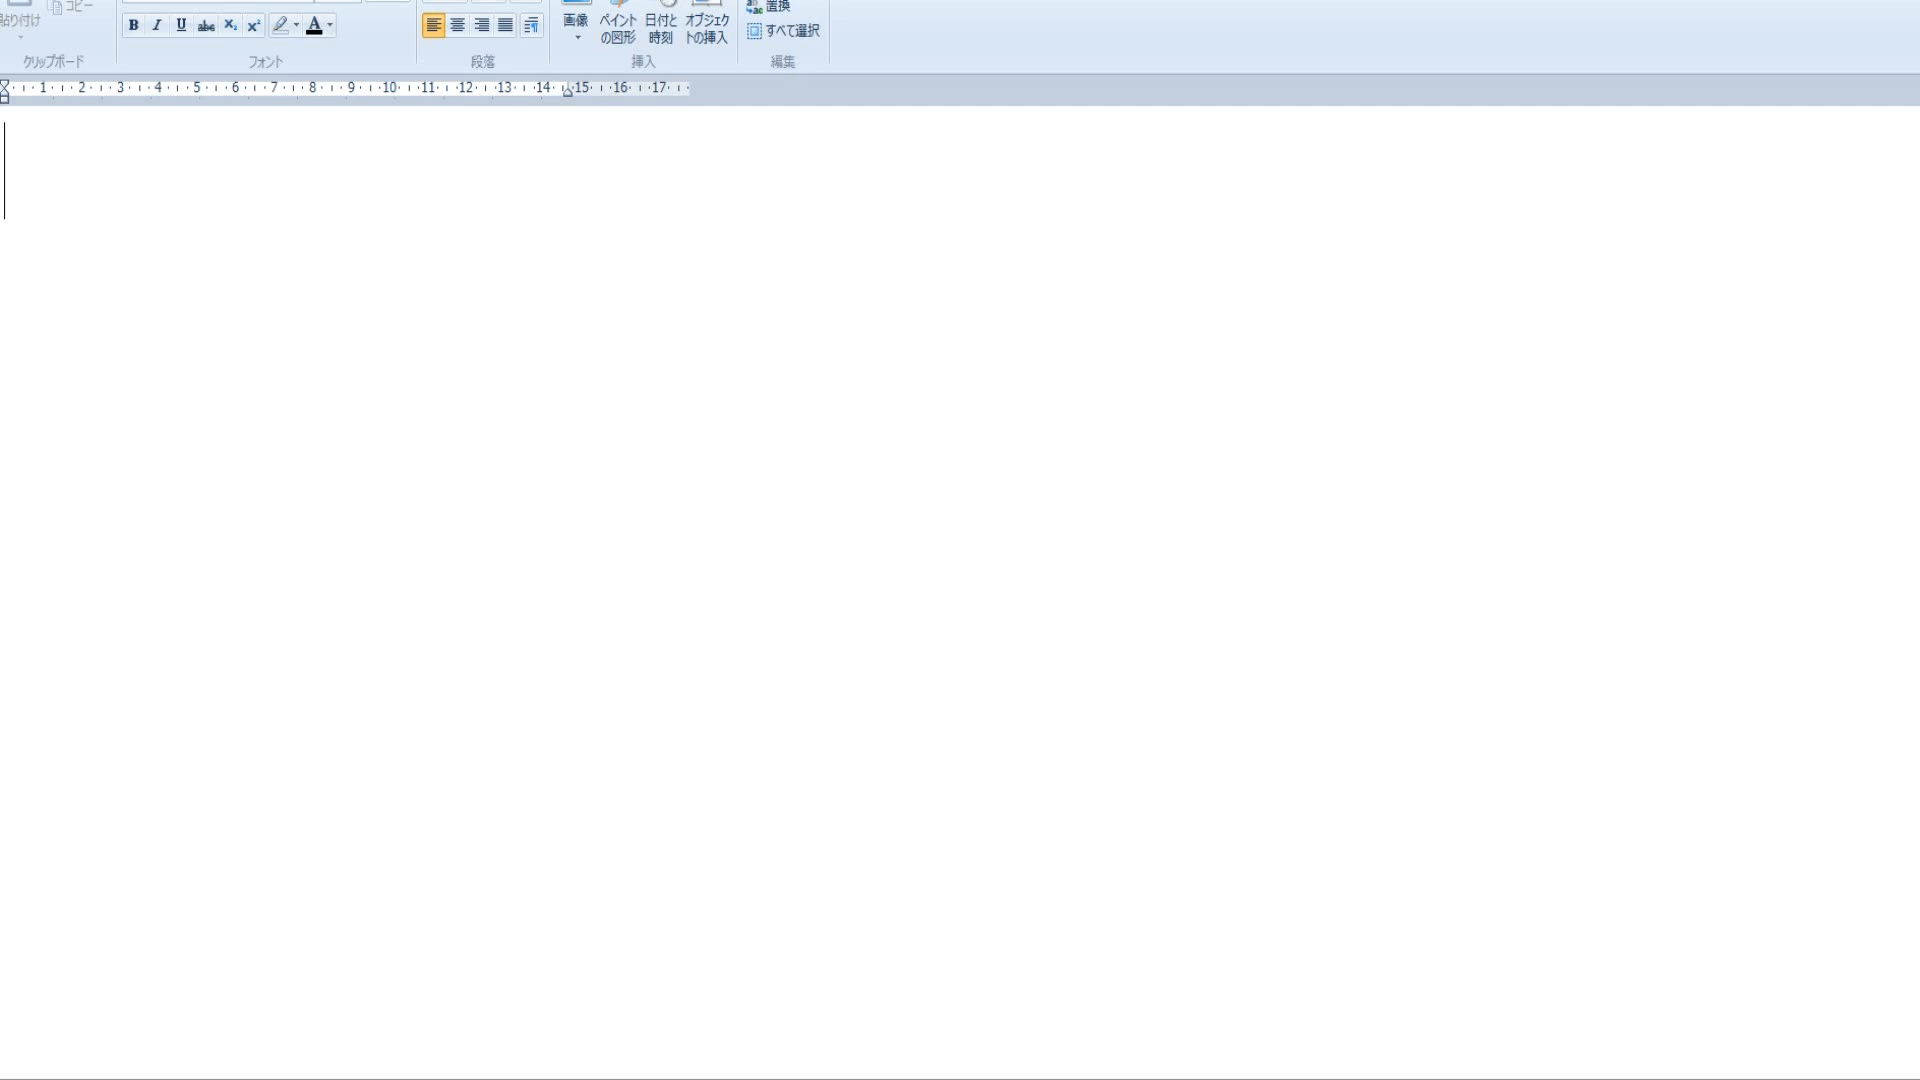 貼り付け
コピー
クリップボード
B I U abc X₂ X²
A
フォント
段落
画像
ペイントの図形
日付と時刻
オブジェクトの挿入
挿入
置換
すべて選択
編集
1 2 3 4 5 6 7 8 9 10 11 12 13 14 15 16 17